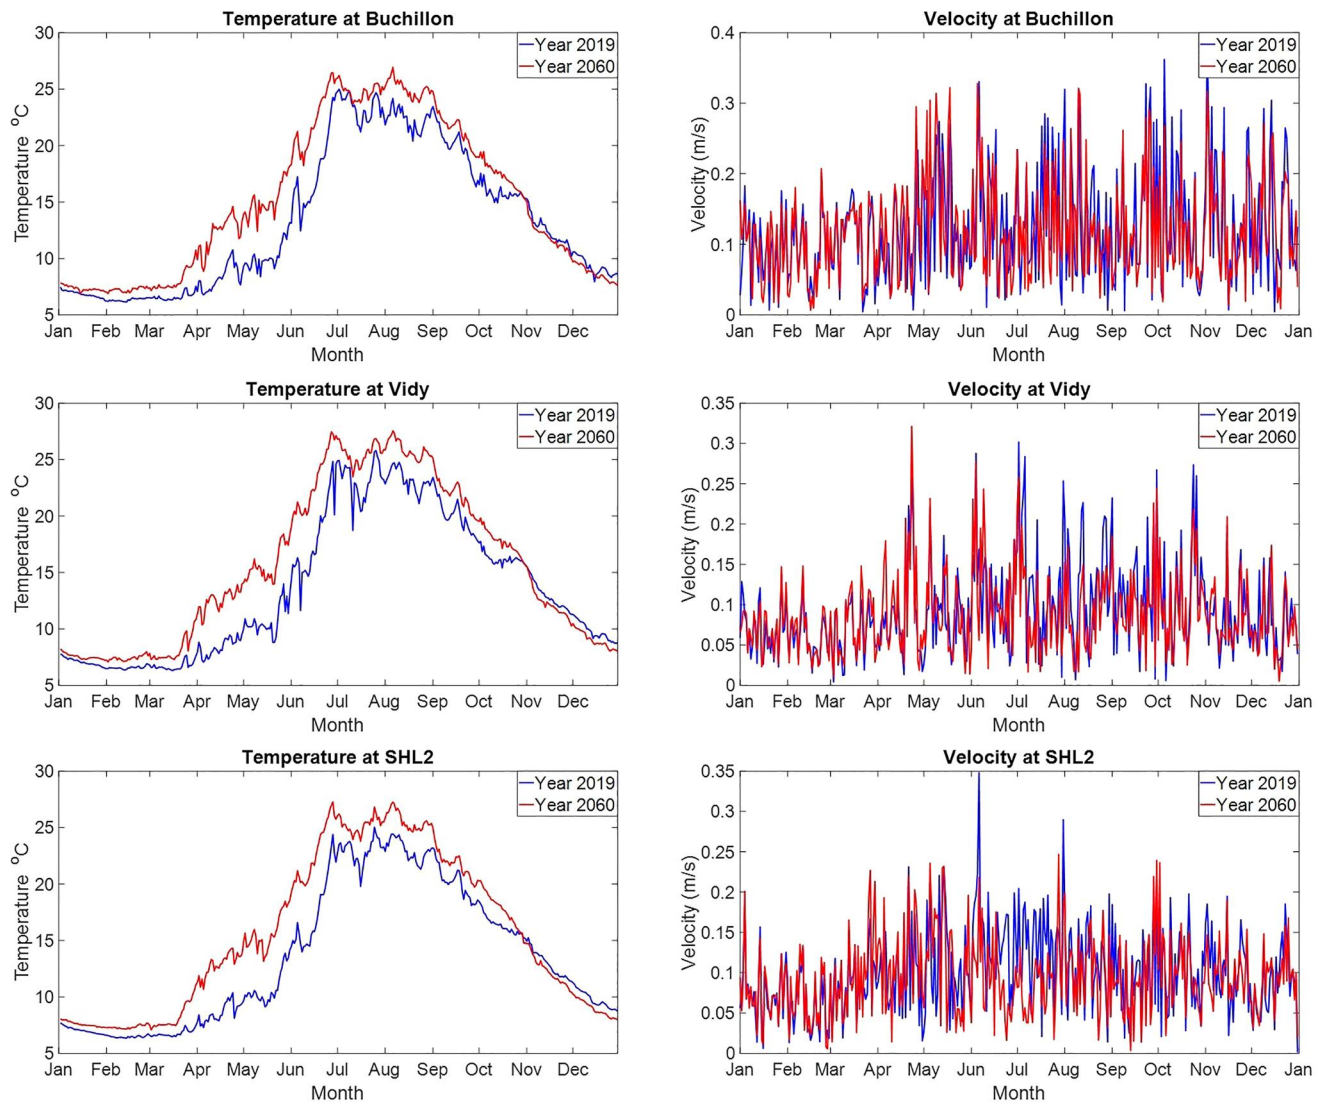 Temperature at Buchillon
30
25
20
15
10
5
Temperature °C
Jan Feb Mar Apr May Jun Jul Aug Sep Oct Nov Dec
Month
Year 2019
Year 2060
Velocity at Buchillon
0.4
0.3
0.2
0.1
0
Velocity (m/s)
Jan Feb Mar Apr May Jun Jul Aug Sep Oct Nov Dec Jan
Month
Year 2019
Year 2060
Temperature at Vidy
30
25
20
15
10
5
Temperature °C
Jan Feb Mar Apr May Jun Jul Aug Sep Oct Nov Dec
Month
Year 2019
Year 2060
Velocity at Vidy
0.35
0.3
0.25
0.2
0.15
0.1
0.05
0
Velocity (m/s)
Jan Feb Mar Apr May Jun Jul Aug Sep Oct Nov Dec Jan
Month
Year 2019
Year 2060
Temperature at SHL2
30
25
20
15
10
5
Temperature °C
Jan Feb Mar Apr May Jun Jul Aug Sep Oct Nov Dec
Month
Year 2019
Year 2060
Velocity at SHL2
0.35
0.3
0.25
0.2
0.15
0.1
0.05
0
Velocity (m/s)
Jan Feb Mar Apr May Jun Jul Aug Sep Oct Nov Dec Jan
Month
Year 2019
Year 2060